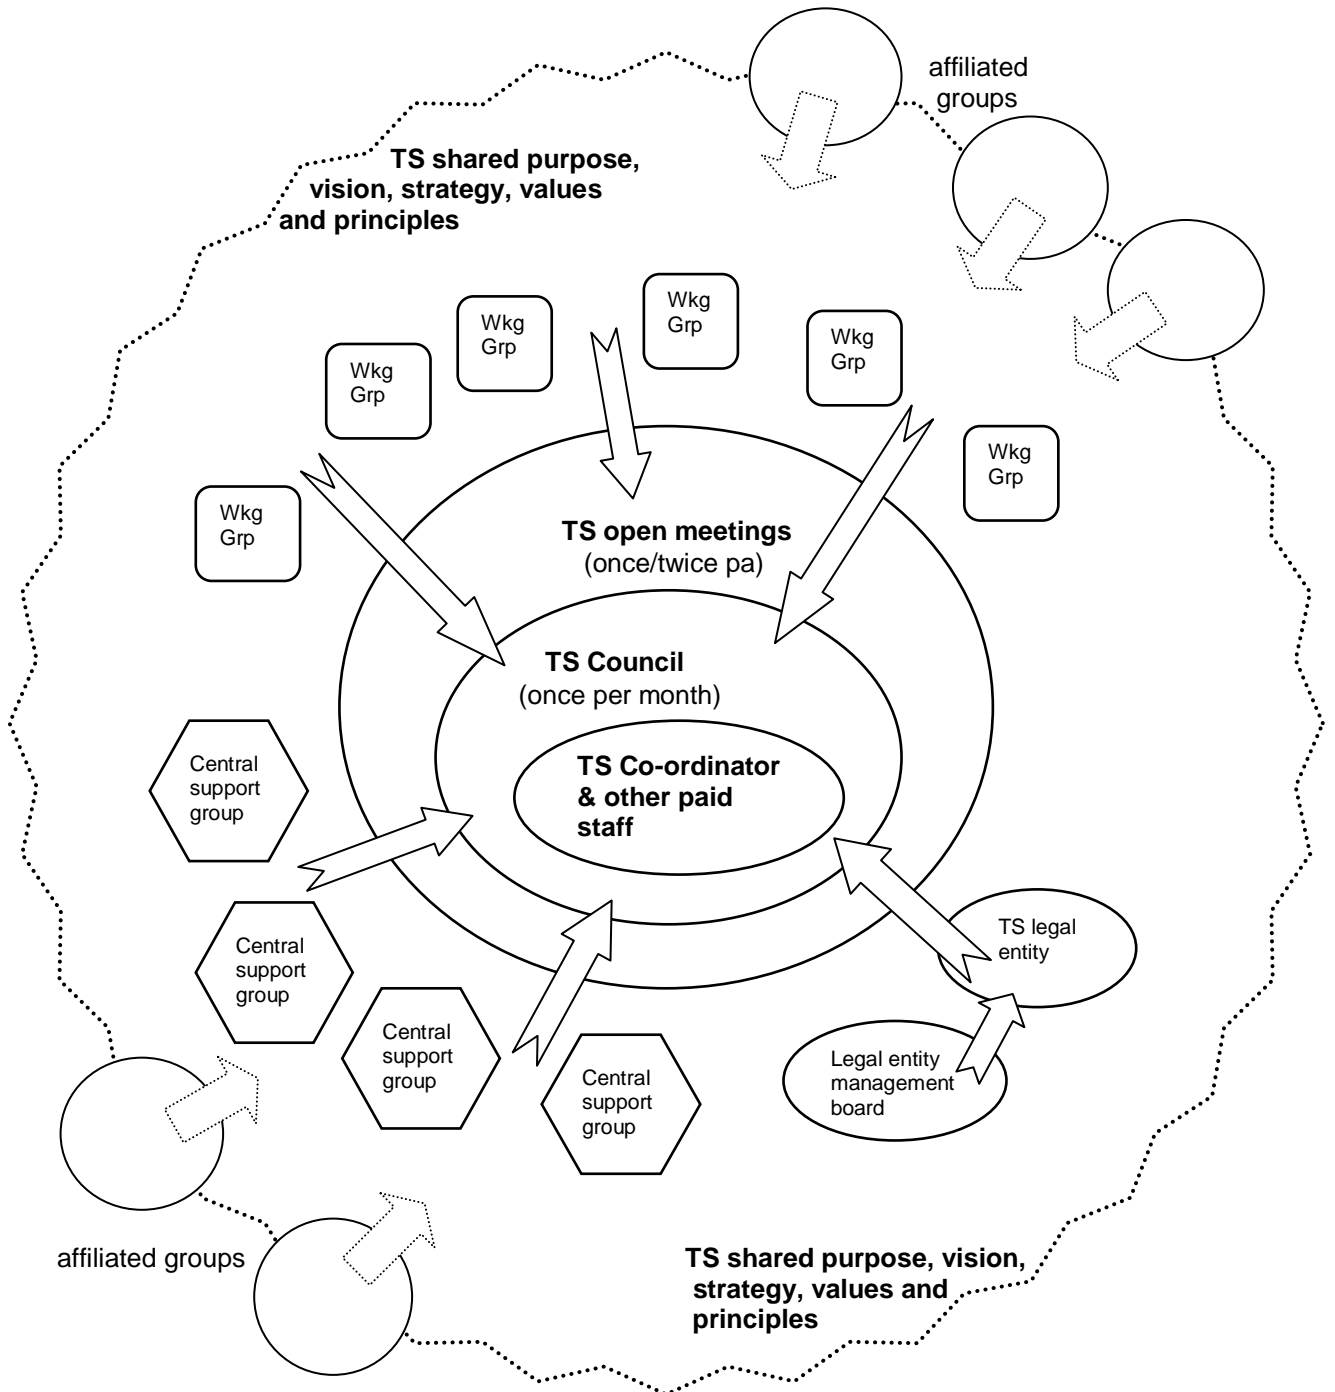 affiliated
groups
TS shared purpose,
vision, strategy, values
and principles
Wkg
Grp
Wkg
Grp
Wkg
Grp
Wkg
Grp
Wkg
Grp
Wkg
Grp
TS open meetings
(once/twice pa)
TS Council
(once per month)
TS Co-ordinator
& other paid
staff
Central
support
group
Central
support
group
Central
support
group
Central
support
group
TS legal
entity
Legal entity
management
board
affiliated groups
TS shared purpose, vision,
strategy, values and
principles